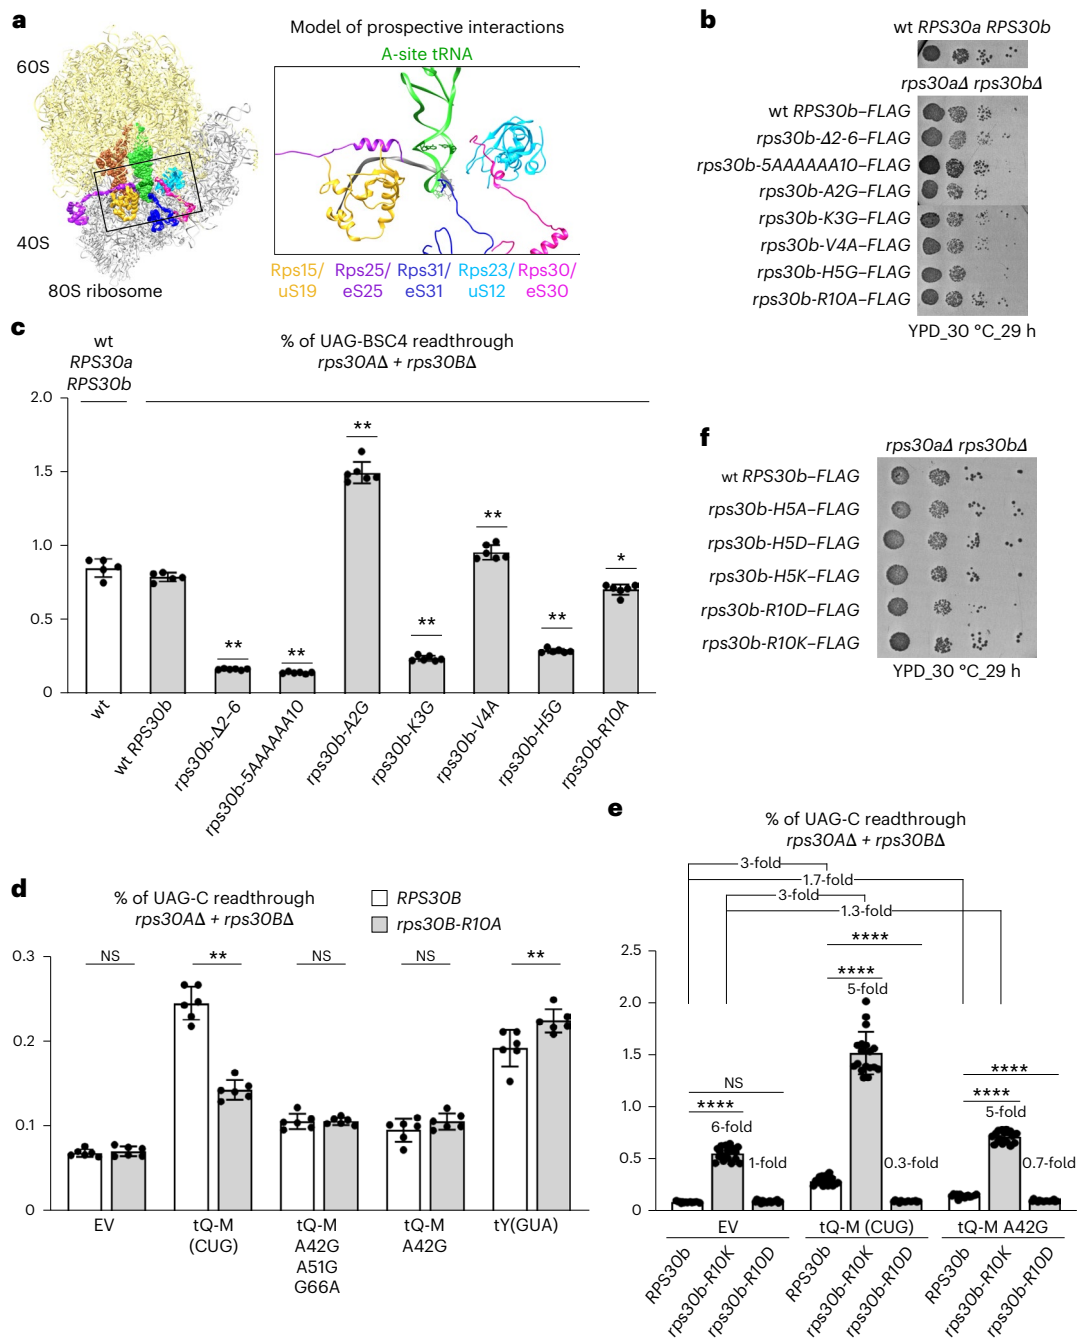 a
60S
40S
80S ribosome
Model of prospective interactions
A-site tRNA
Rps15/ Rps25/ Rps31/ Rps23/ Rps30/
uS19 eS25 eS31 uS12 eS30
b
wt RPS30a RPS30b
rps30aΔ rps30bΔ
wt RPS30b–FLAG
rps30b-Δ2-6–FLAG
rps30b-5AAAAAA10–FLAG
rps30b-A2G–FLAG
rps30b-K3G–FLAG
rps30b-V4A–FLAG
rps30b-H5G–FLAG
rps30b-R10A–FLAG
YPD_30 °C_29 h
c
wt
RPS30a
RPS30b
% of UAG-BSC4 readthrough
rps30AΔ + rps30BΔ
2.0
1.5
1.0
0.5
0
**
**
**
**
**
**
*
wt
wt RPS30b
rps30b-Δ2–6
rps30b-5AAAAAA10
rps30b-A2G
rps30b-K3G
rps30b-V4A
rps30b-H5G
rps30b-R10A
f
rps30aΔ rps30bΔ
wt RPS30b–FLAG
rps30b-H5A–FLAG
rps30b-H5D–FLAG
rps30b-H5K–FLAG
rps30b-R10D–FLAG
rps30b-R10K–FLAG
YPD_30 °C_29 h
d
% of UAG-C readthrough
rps30AΔ + rps30BΔ
RPS30B
rps30B-R10A
0.3
0.2
0.1
0
NS ** NS NS **
EV
tQ-M
(CUG)
tQ-M
A42G
A51G
G66A
tQ-M
A42G
tY(GUA)
e
% of UAG-C readthrough
rps30AΔ + rps30BΔ
3-fold
1.7-fold
3-fold
1.3-fold
2.5
2.0
1.5
1.0
0.5
0
NS
****
6-fold
1-fold
****
****
5-fold
0.3-fold
****
****
5-fold
0.7-fold
EV
tQ-M (CUG)
tQ-M A42G
RPS30b
rps30b-R10K
rps30b-R10D
RPS30b
rps30b-R10K
rps30b-R10D
RPS30b
rps30b-R10K
rps30b-R10D